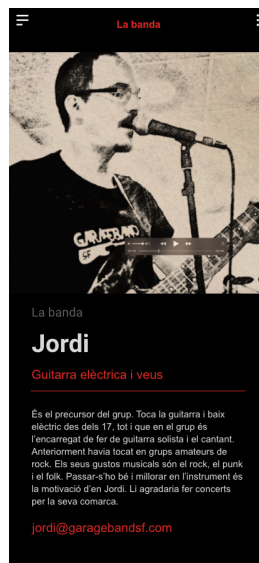 La banda
GARAGEBAND
SF
La banda
Jordi
Guitarra elèctrica i veus
És el precursor del grup. Toca la guitarra i baix
elèctric des dels 17, tot i que en el grup és
l'encarregat de fer de guitarra solista i el cantant.
Anteriorment havia tocat en grups amateurs de
rock. Els seus gustos musicals són el rock, el punk
i el folk. Passar-s'ho bé i millorar en l'instrument és
la motivació d'en Jordi. Li agradaria fer concerts
per la seva comarca.
jordi@garagebandsf.com